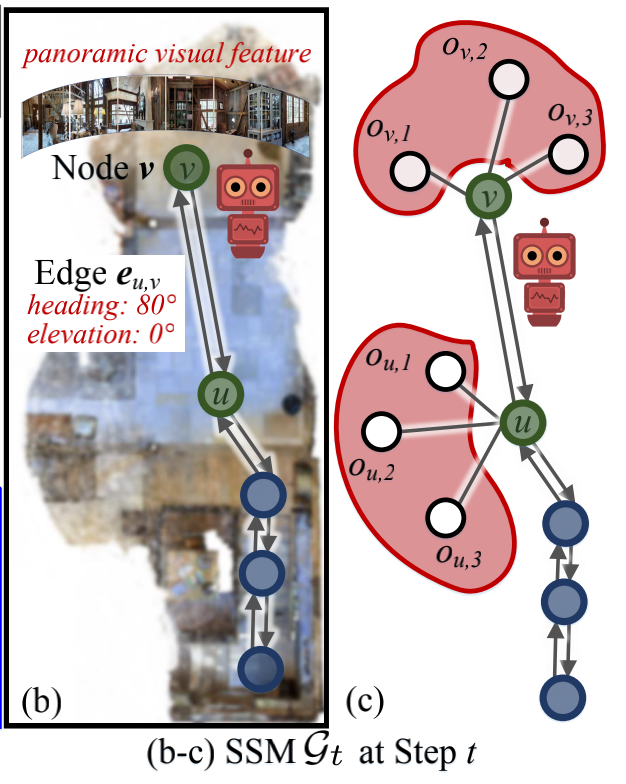 panoramic visual feature
Node v
v
Edge e_{u,v}
heading: 80°
elevation: 0°
u
(b)
o_{v,2}
o_{v,1}
o_{v,3}
v
o_{u,1}
u
o_{u,2}
o_{u,3}
(c)
(b-c) SSM 𝒢_t at Step t